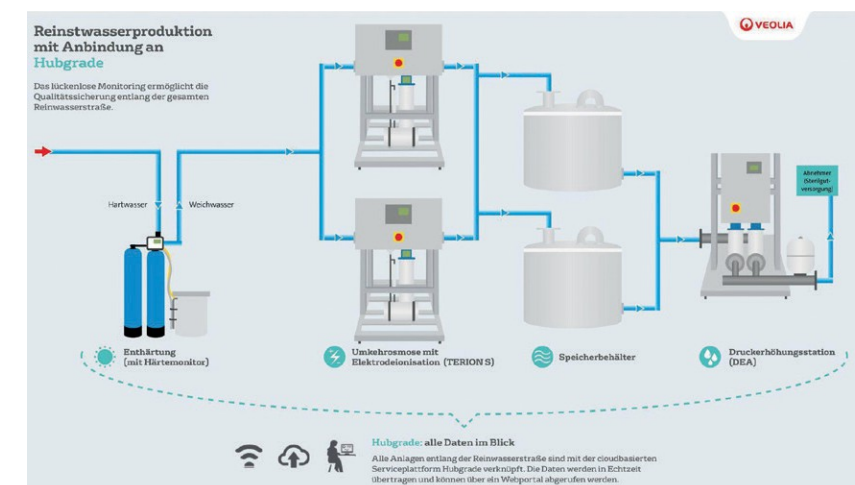 Reinstwasserproduktion
mit Anbindung an
Hubgrade
VEOLIA
Das lückenlose Monitoring ermöglicht die
Qualitätssicherung entlang der gesamten
Reinwasserstraße.
Abnehmer
(Sterilgut-
versorgung)
Hartwasser
Weichwasser
Enthärtung
(mit Härtemonitor)
Umkehrosmose mit
Elektrodeionisation (TERION S)
Speicherbehälter
Druckerhöhungsstation
(DEA)
Hubgrade: alle Daten im Blick
Alle Anlagen entlang der Reinwasserstraße sind mit der cloudbasierten
Serviceplattform Hubgrade verknüpft. Die Daten werden in Echtzeit
übertragen und können über ein Webportal abgerufen werden.